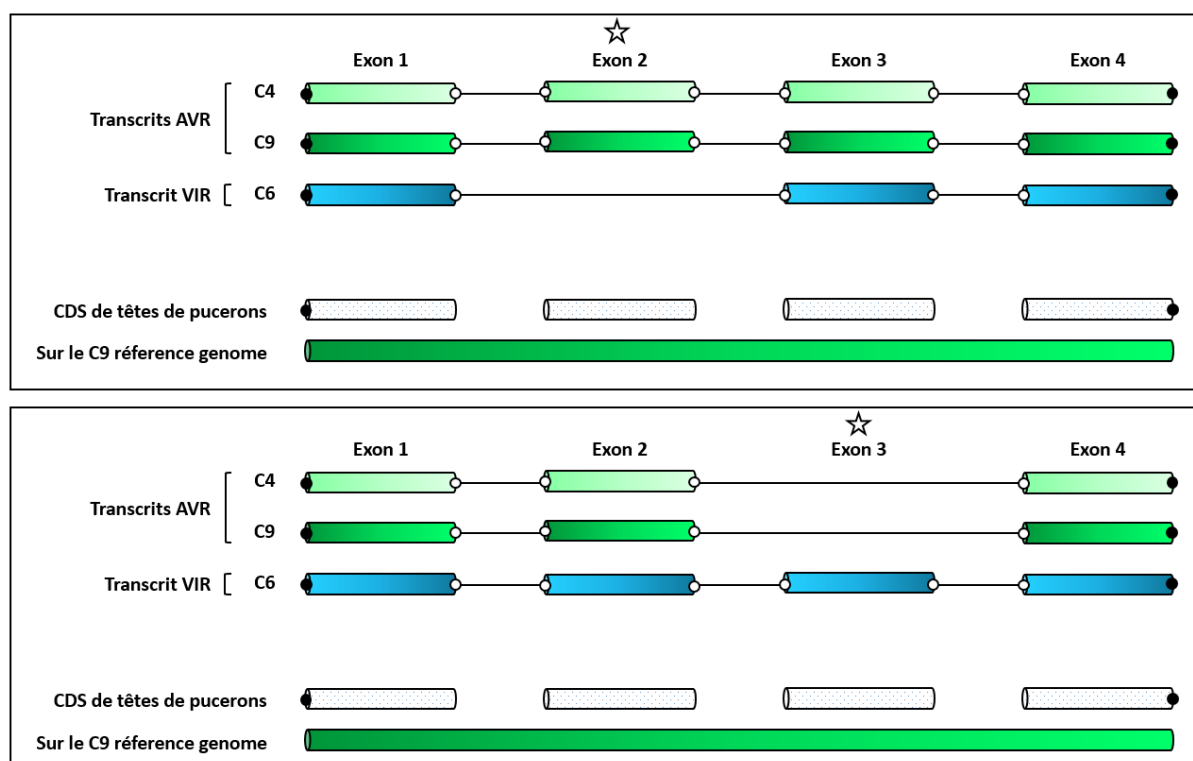 Exon 1 Exon 2 Exon 3 Exon 4
C4
Transcrits AVR
C9
Transcrit VIR C6
CDS de têtes de pucerons
Sur le C9 réference genome
Exon 1 Exon 2 Exon 3 Exon 4
C4
Transcrits AVR
C9
Transcrit VIR C6
CDS de têtes de pucerons
Sur le C9 réference genome